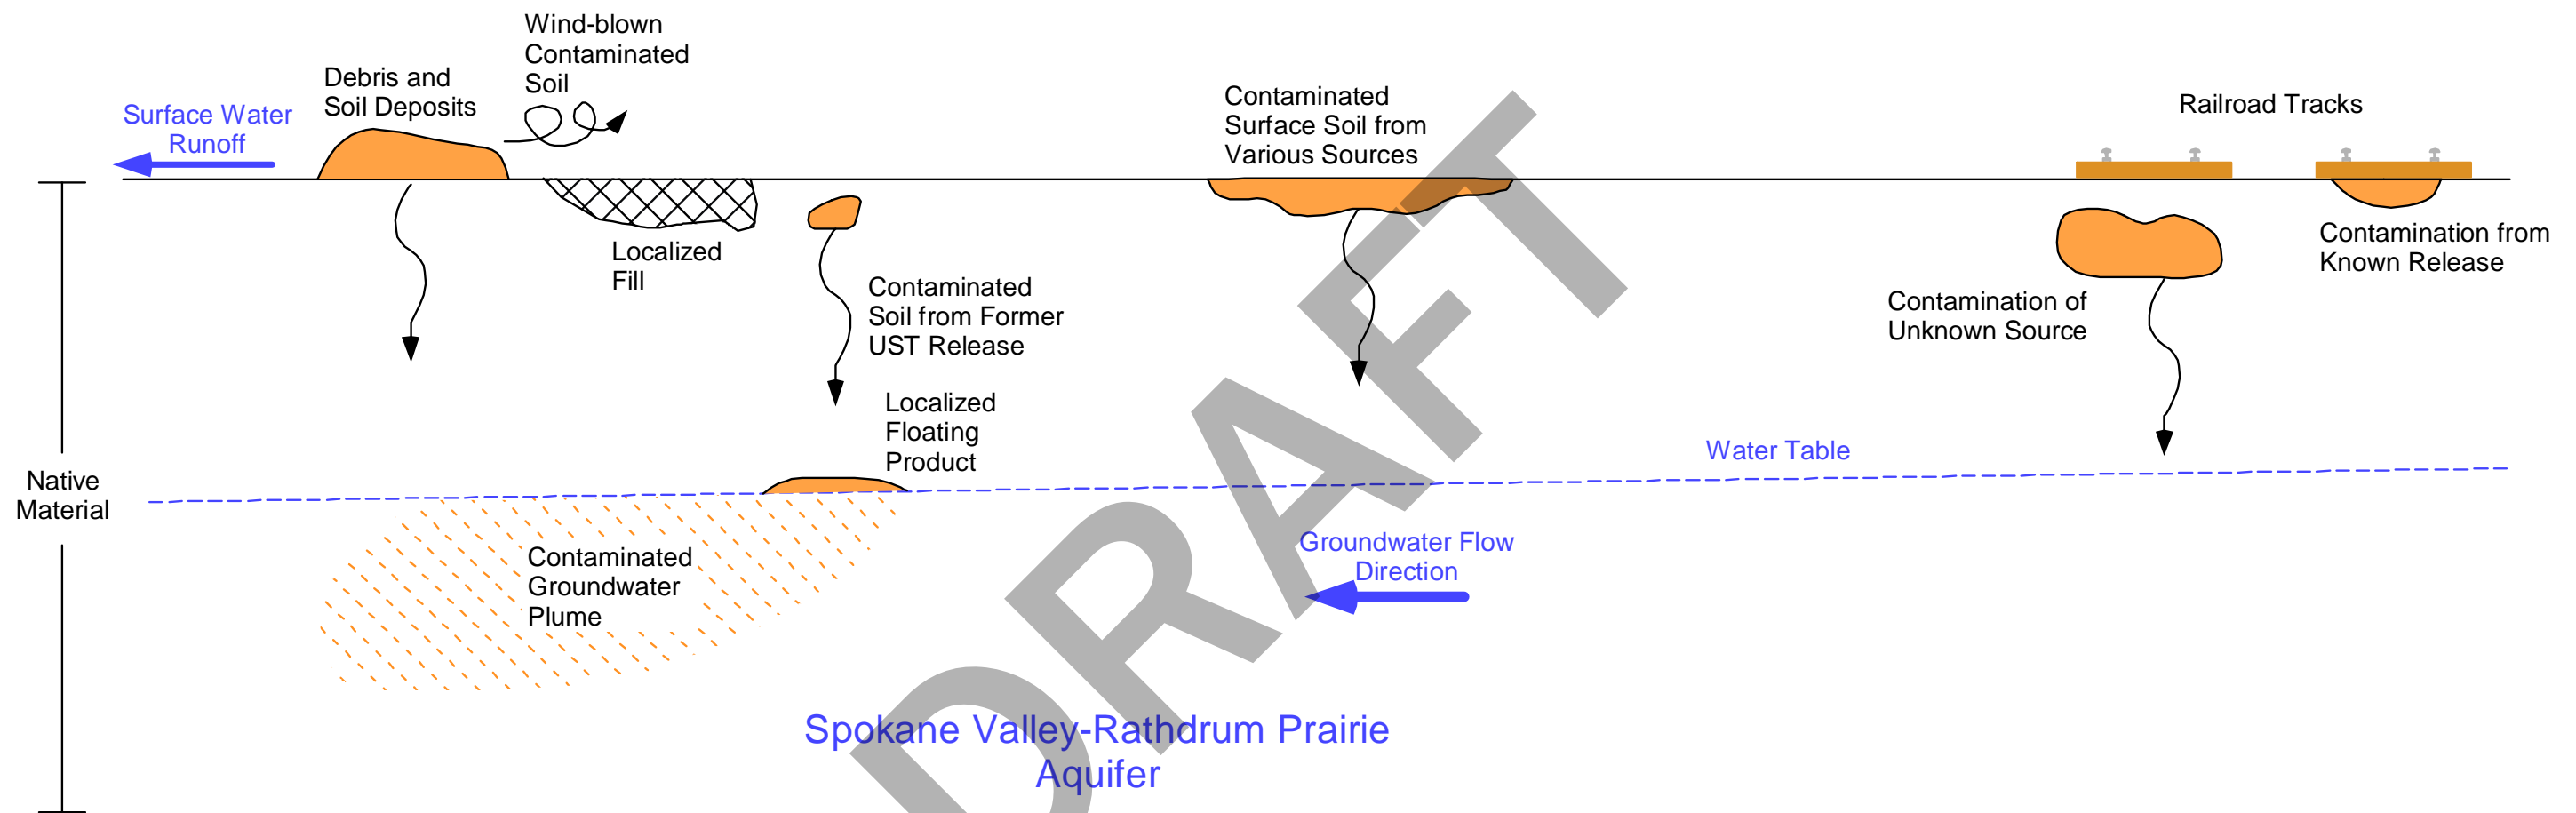 Wind-blown
Contaminated
Soil
Debris and
Soil Deposits
Surface Water
Runoff
Contaminated
Surface Soil from
Various Sources
Railroad Tracks
Localized
Fill
Contaminated
Soil from Former
UST Release
Contamination from
Known Release
Contamination of
Unknown Source
Localized
Floating
Product
Water Table
Native
Material
Contaminated
Groundwater
Plume
Groundwater Flow
Direction
Spokane Valley-Rathdrum Prairie
Aquifer
DRAFT